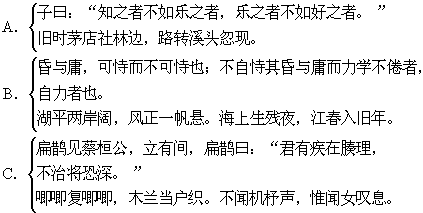 A. 子曰：“知之者不如乐之者，乐之者不如好之者。”
旧时茅店社林边，路转溪头忽现。
B. 昏与庸，可恃而不可恃也；不自恃其昏与庸而力学不倦者，
自力者也。
湖平两岸阔，风正一帆悬。海上生残夜，江春入旧年。
C. 扁鹊见蔡桓公，立有间，扁鹊曰：“君有疾在腠理，
不治将恐深。”
唧唧复唧唧，木兰当户织。不闻机杼声，惟闻女叹息。